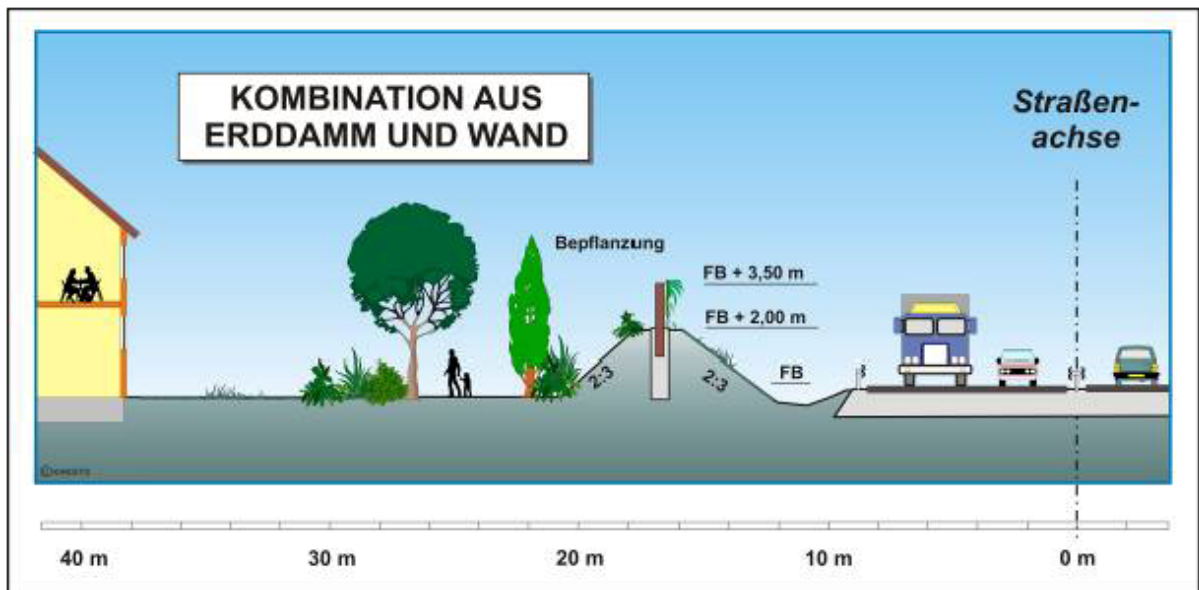 KOMBINATION AUS
ERDDAMM UND WAND
Straßen-
achse
Bepflanzung
FB + 3,50 m
FB + 2,00 m
2:3
2:3
FB
40 m
30 m
20 m
10 m
0 m